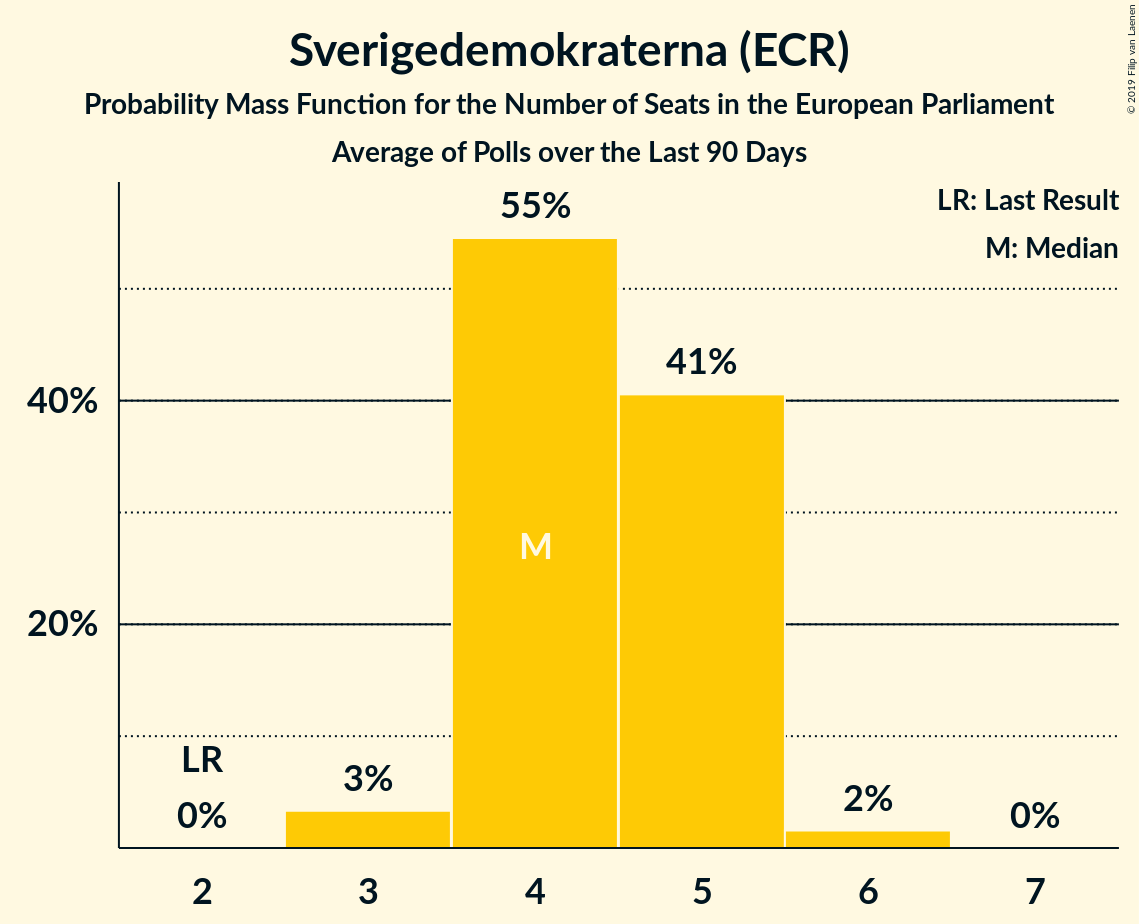 Sverigedemokraterna (ECR)
Probability Mass Function for the Number of Seats in the European Parliament
Average of Polls over the Last 90 Days
© 2019 Filip van Laenen
LR: Last Result
M: Median
55%
41%
40%
M
20%
LR
3%
2%
0%
0%
2 3 4 5 6 7